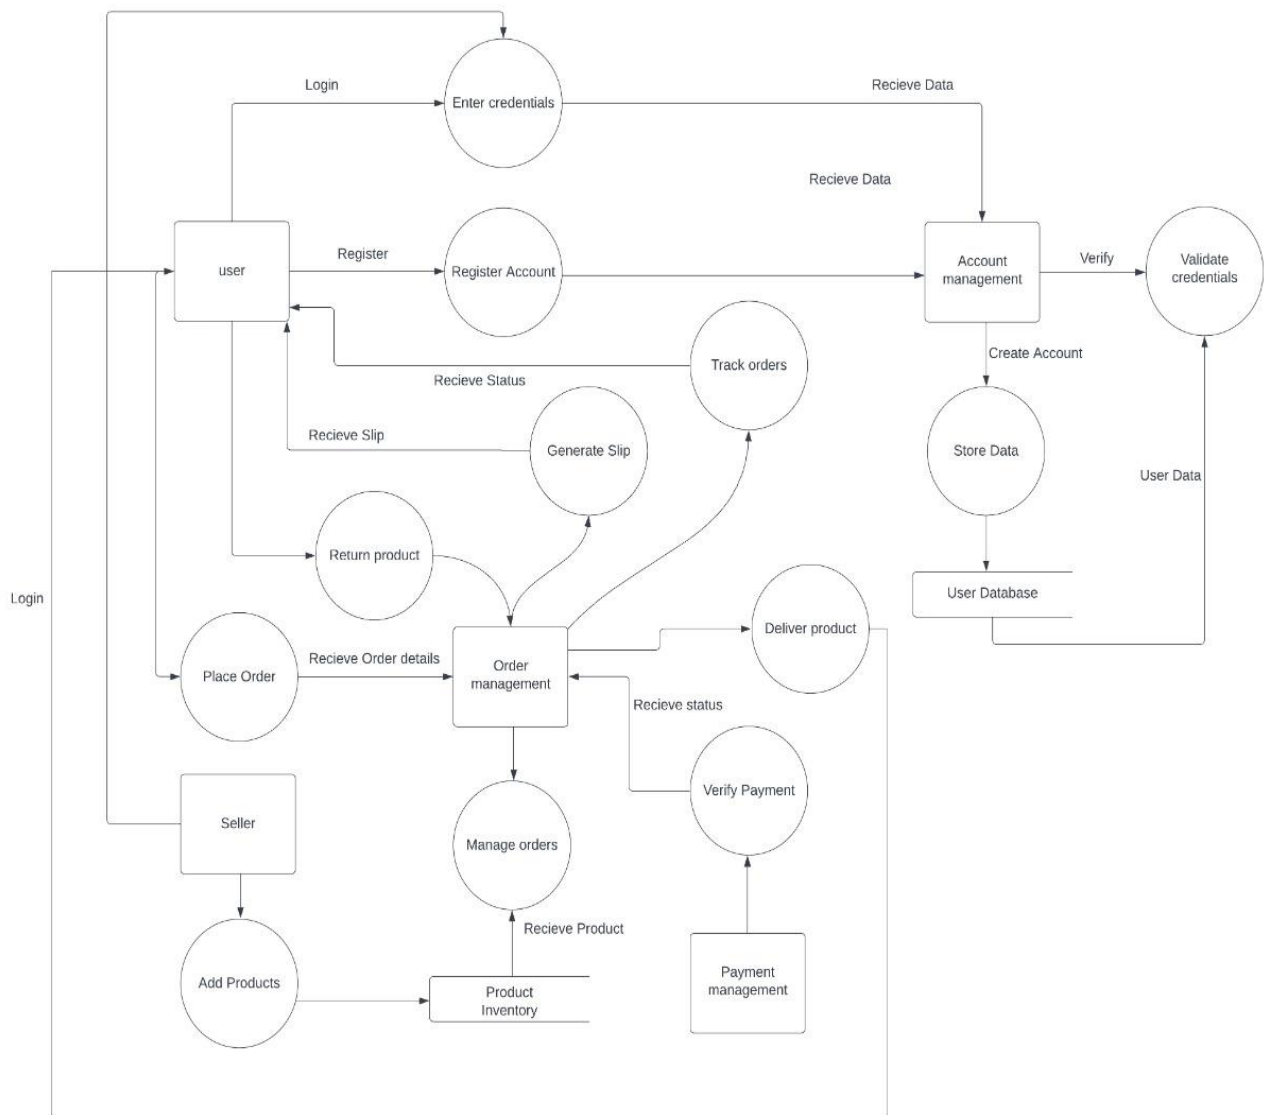 Login
Enter credentials
Recieve Data
Recieve Data
user
Register
Register Account
Account
management
Verify
Validate
credentials
Create Account
Track orders
Recieve Status
Recieve Slip
Generate Slip
Store Data
User Data
Return product
User Database
Login
Deliver product
Place Order
Recieve Order details
Order
management
Recieve status
Verify Payment
Seller
Manage orders
Recieve Product
Add Products
Product
Inventory
Payment
management